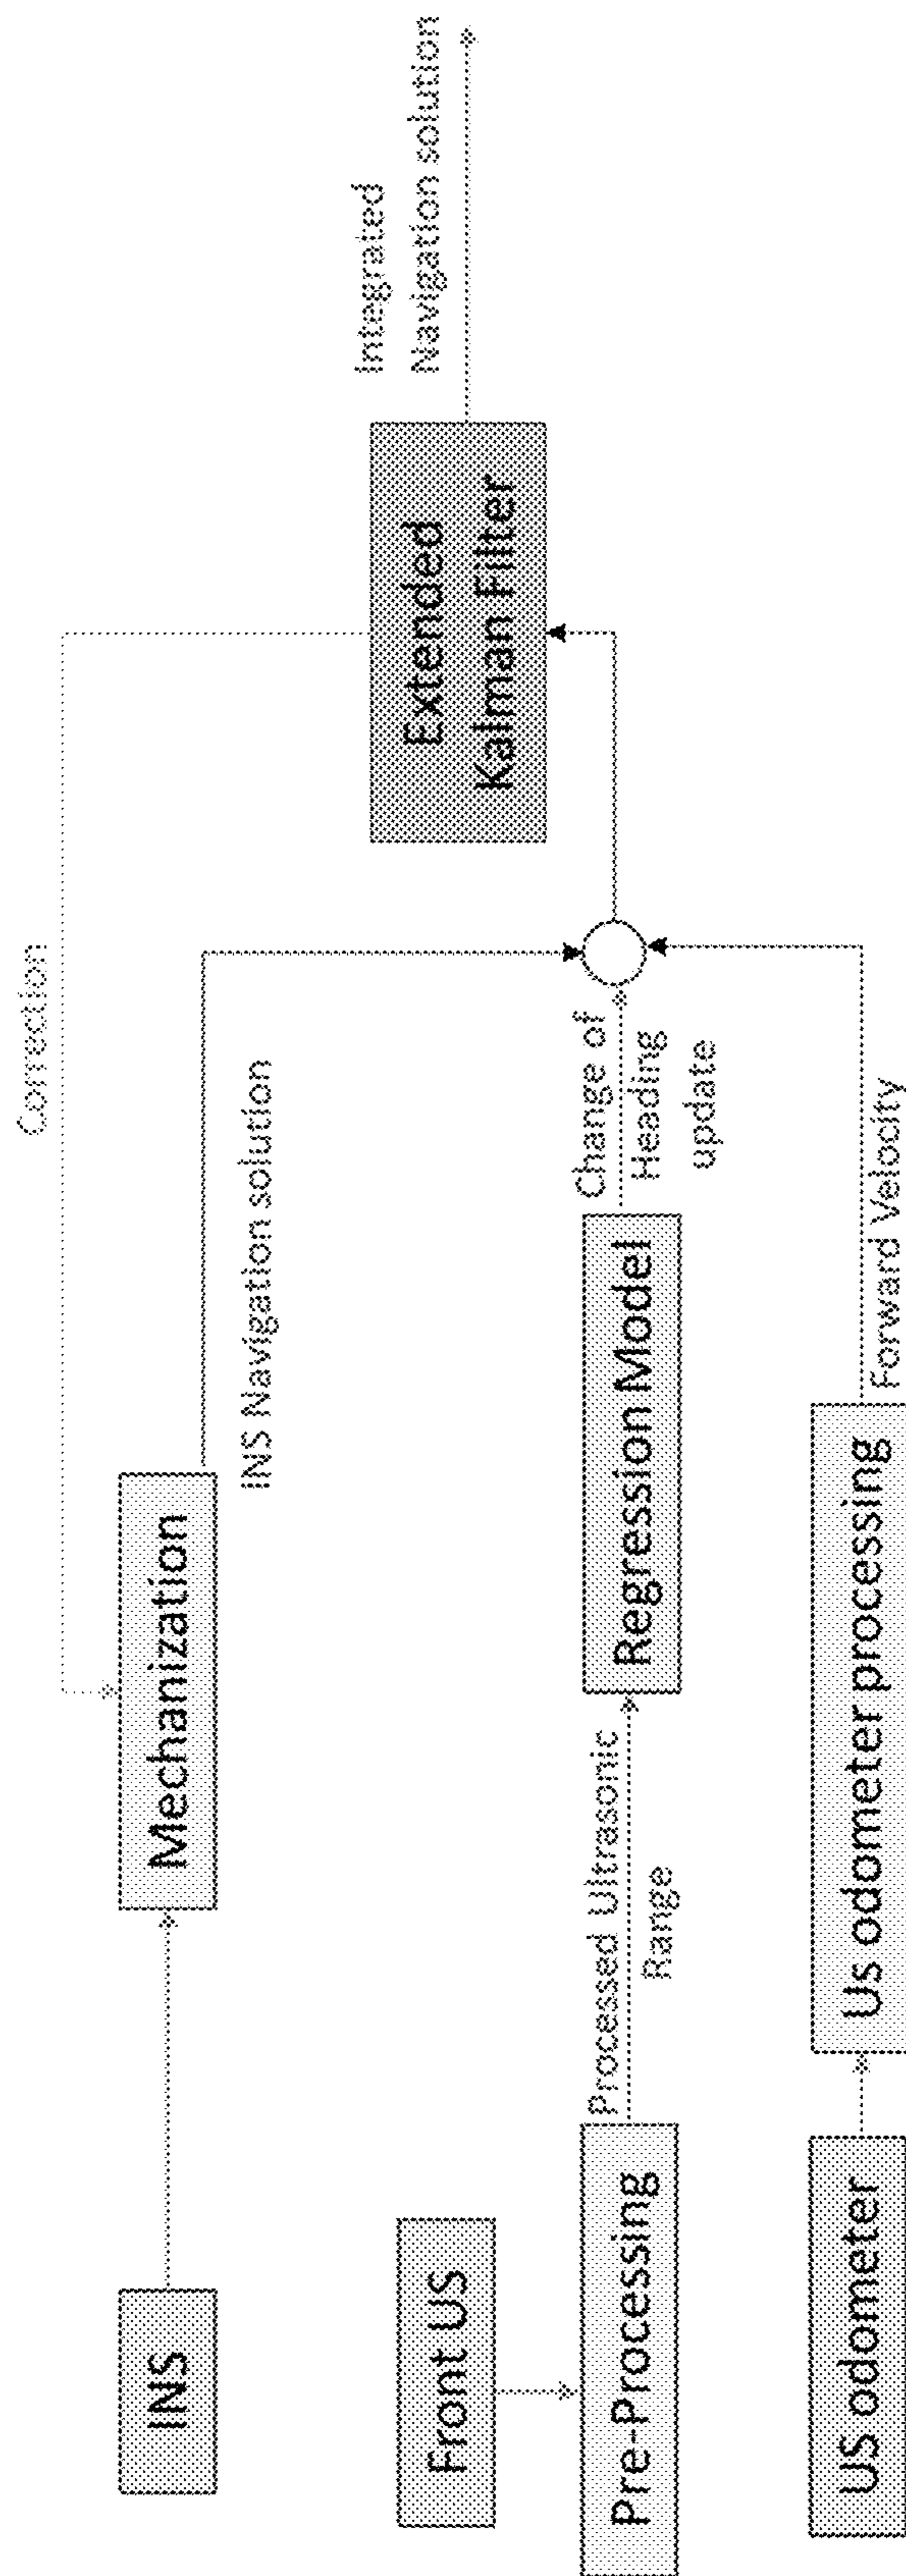 Correction
INS
Mechanization
INS Navigation solution
Integrated
Navigation solution
Extended
Kalman Filter
Front US
Pre-Processing
Processed Ultrasonic
Range
Regression Model
Change of
Heading
update
US odometer
Us odometer processing
Forward Velocity